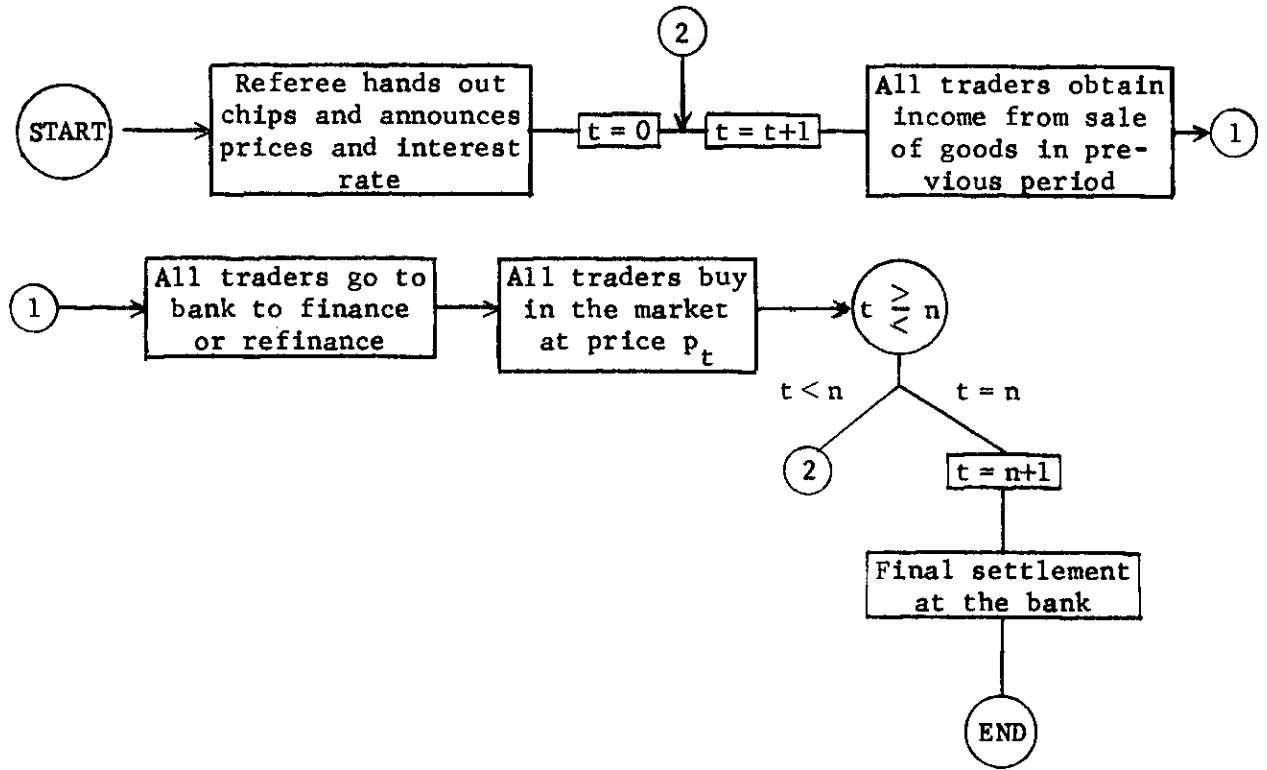 2
START
Referee hands out
chips and announces
prices and interest
rate
t = 0
t = t+1
All traders obtain
income from sale
of goods in pre-
vious period
1
1
All traders go to
bank to finance
or refinance
All traders buy
in the market
at price p_t
t ≷ n
t < n
t = n
2
t = n+1
Final settlement
at the bank
END